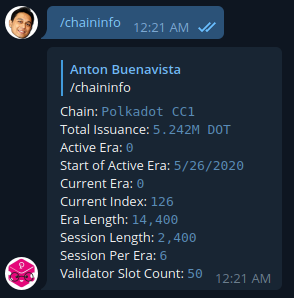 /chaininfo 12:21 AM
Anton Buenavista
/chaininfo
Chain: Polkadot CC1
Total Issuance: 5.242M DOT
Active Era: 0
Start of Active Era: 5/26/2020
Current Era: 0
Current Index: 126
Era Length: 14,400
Session Length: 2,400
Session Per Era: 6
Validator Slot Count: 50 12:21 AM